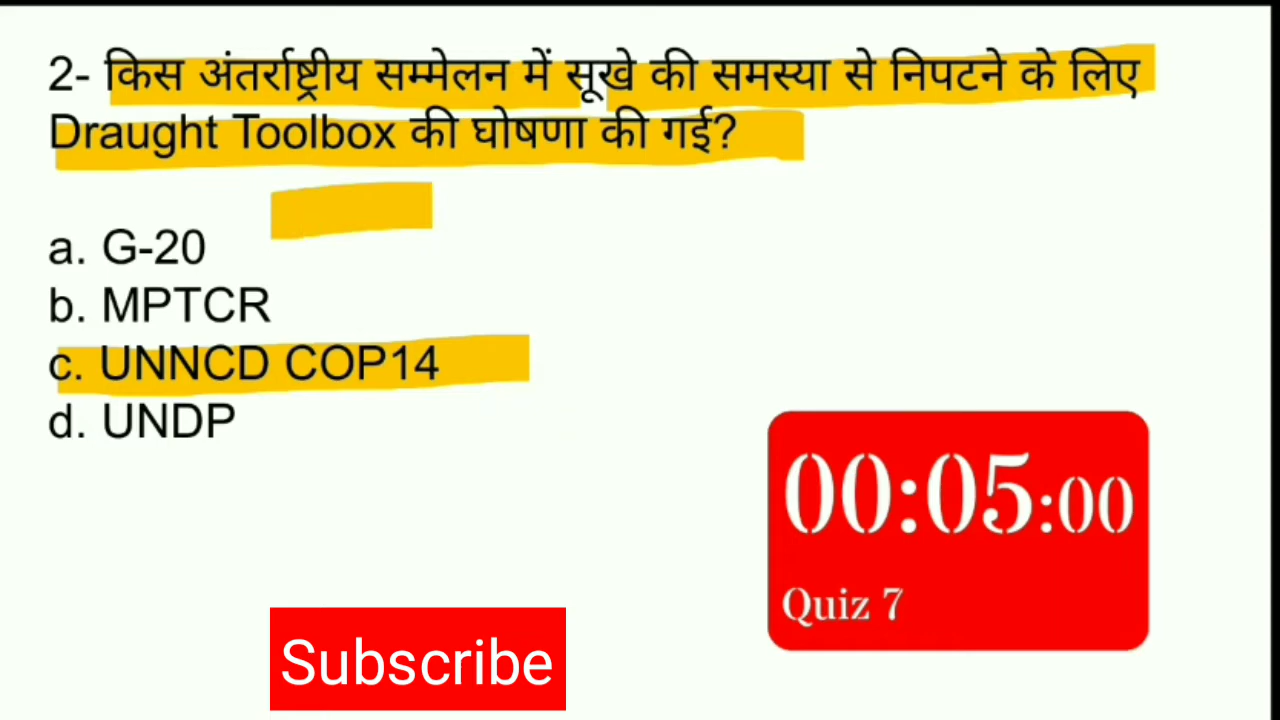 2- किस अंतर्राष्ट्रीय सम्मेलन में सूखे की समस्या से निपटने के लिए
Draught Toolbox की घोषणा की गई?
a. G-20
b. MPTCR
c. UNNCD COP14
d. UNDP
00:05:00
Quiz 7
Subscribe